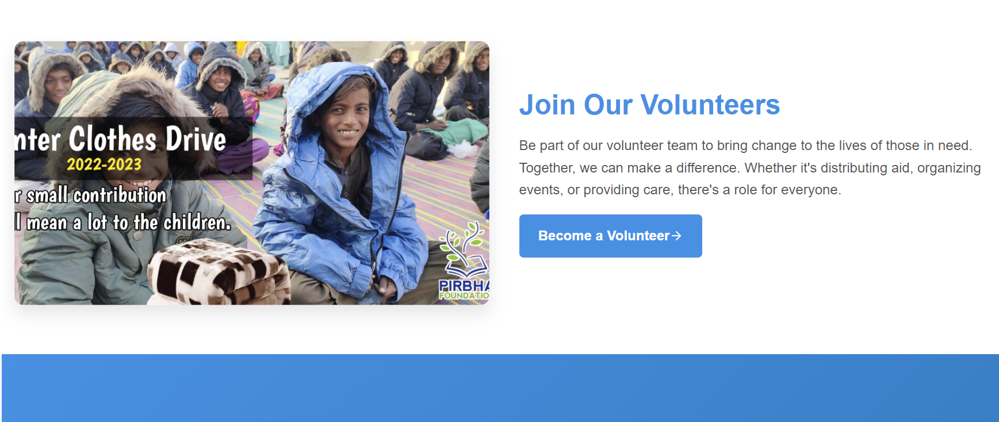 nter Clothes Drive
2022-2023
r small contribution
l mean a lot to the children.
PIRBHA
FOUNDATIO
Join Our Volunteers
Be part of our volunteer team to bring change to the lives of those in need.
Together, we can make a difference. Whether it's distributing aid, organizing
events, or providing care, there's a role for everyone.
Become a Volunteer→